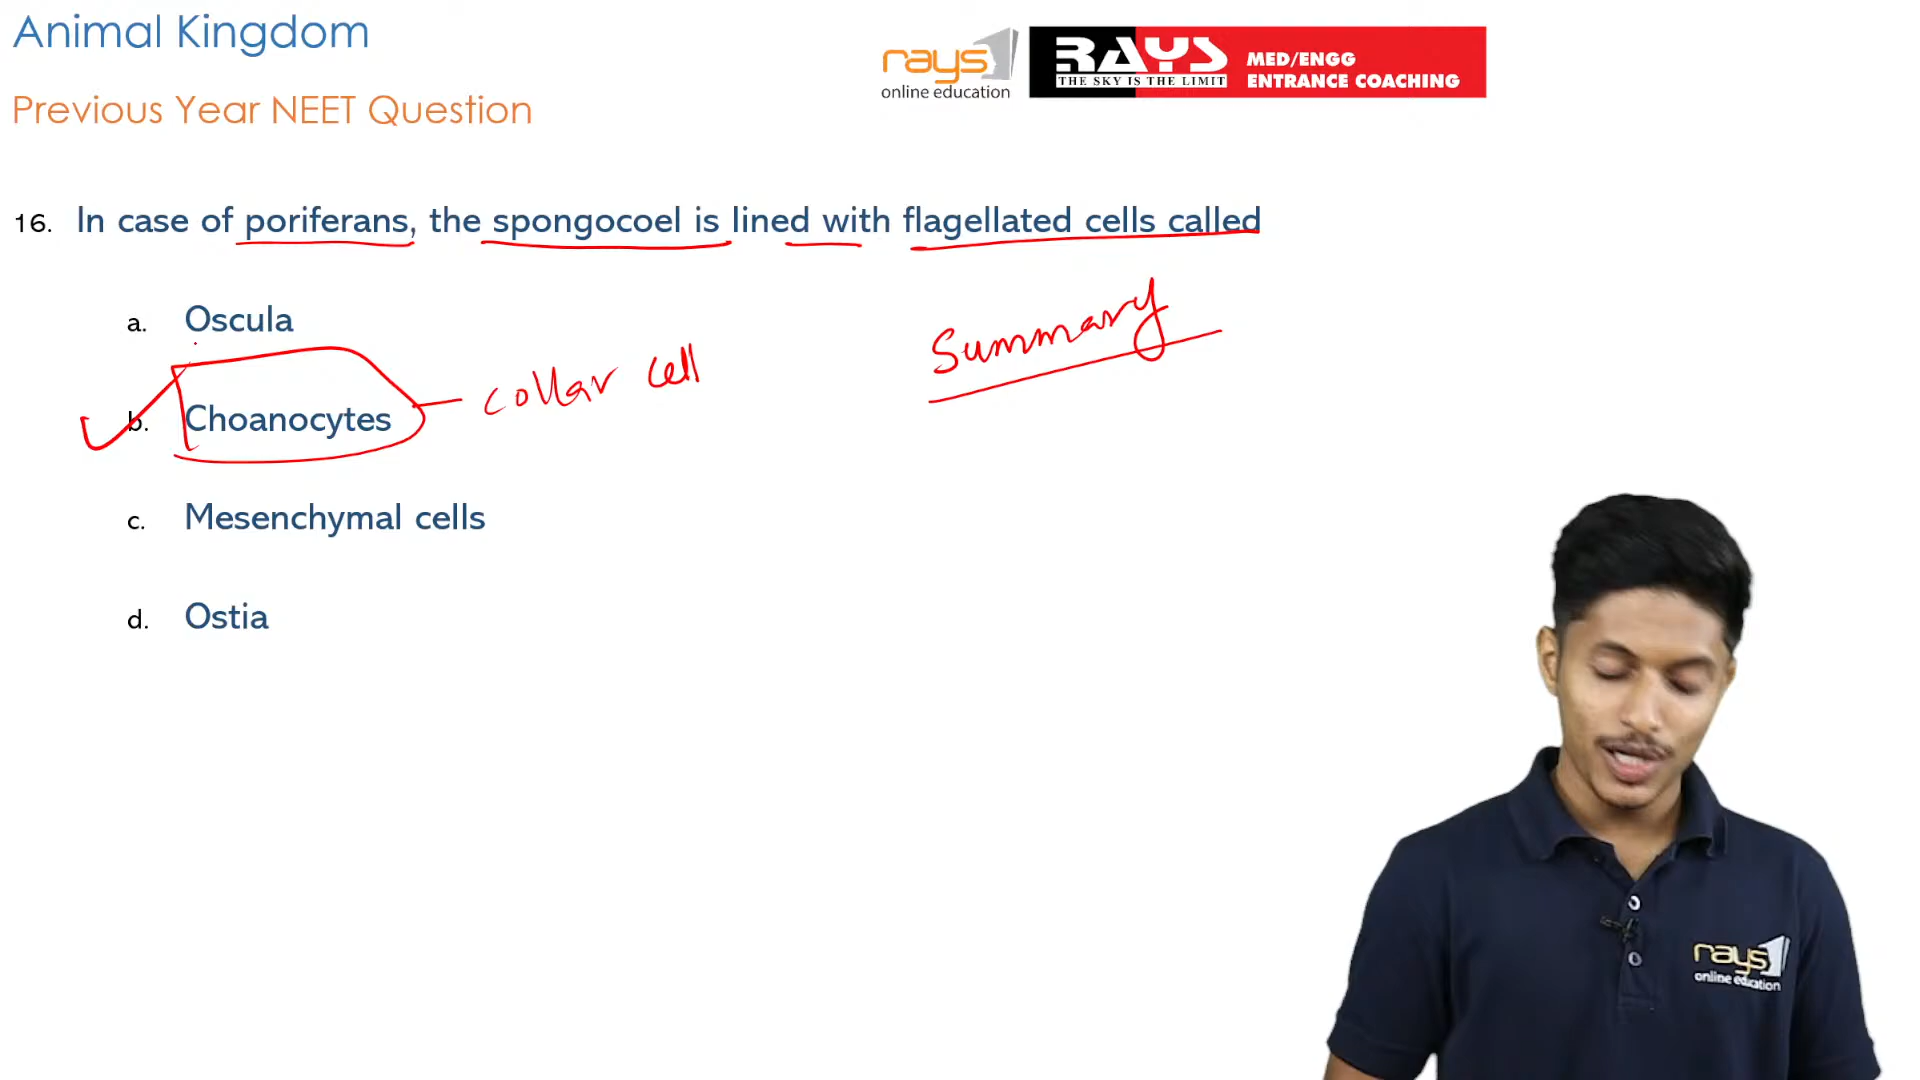 Animal Kingdom
Previous Year NEET Question
rays
online education
RAYS
THE SKY IS THE LIMIT
MED/ENGG
ENTRANCE COACHING
16. In case of poriferans, the spongocoel is lined with flagellated cells called
a. Oscula
Summary
b. Choanocytes
collar cell
c. Mesenchymal cells
d. Ostia
rays
online education